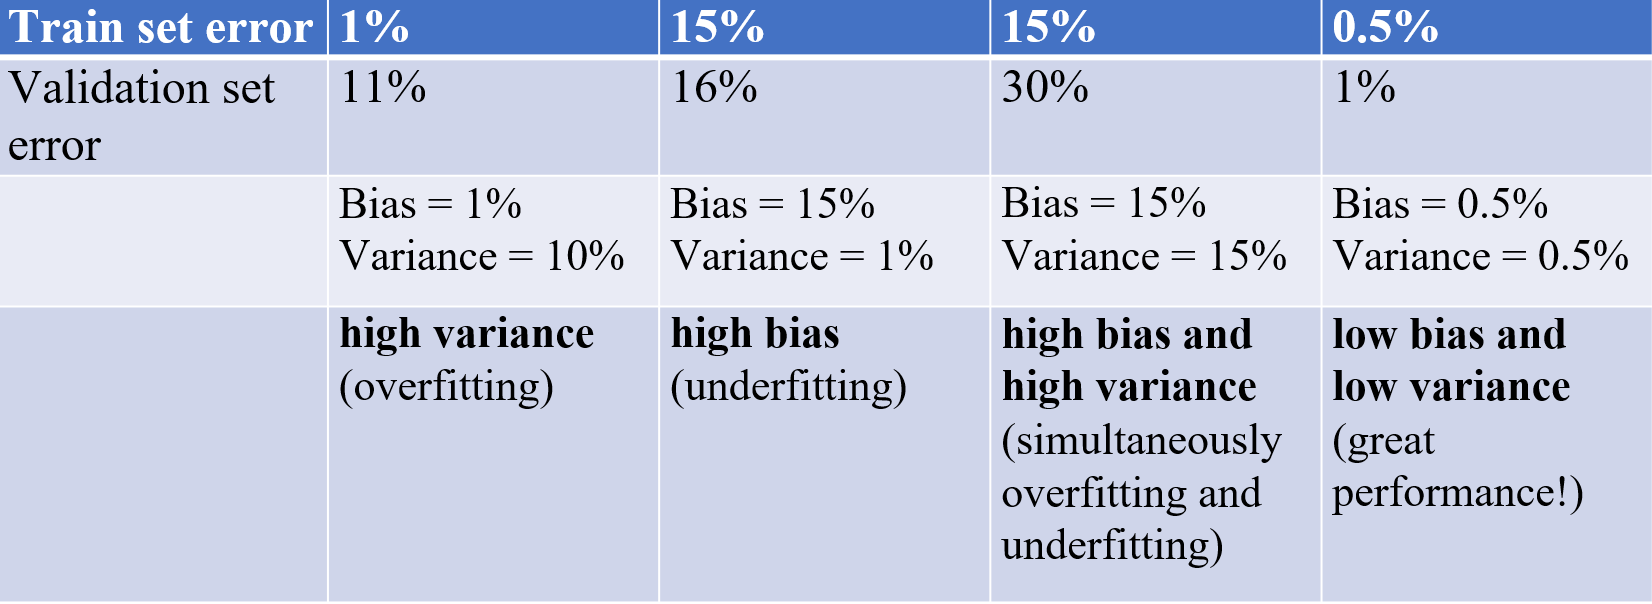 Train set error 1% 15% 15% 0.5%
Validation set error 11% 16% 30% 1%
Bias = 1%
Variance = 10%
Bias = 15%
Variance = 1%
Bias = 15%
Variance = 15%
Bias = 0.5%
Variance = 0.5%
high variance
(overfitting)
high bias
(underfitting)
high bias and
high variance
(simultaneously
overfitting and
underfitting)
low bias and
low variance
(great
performance!)